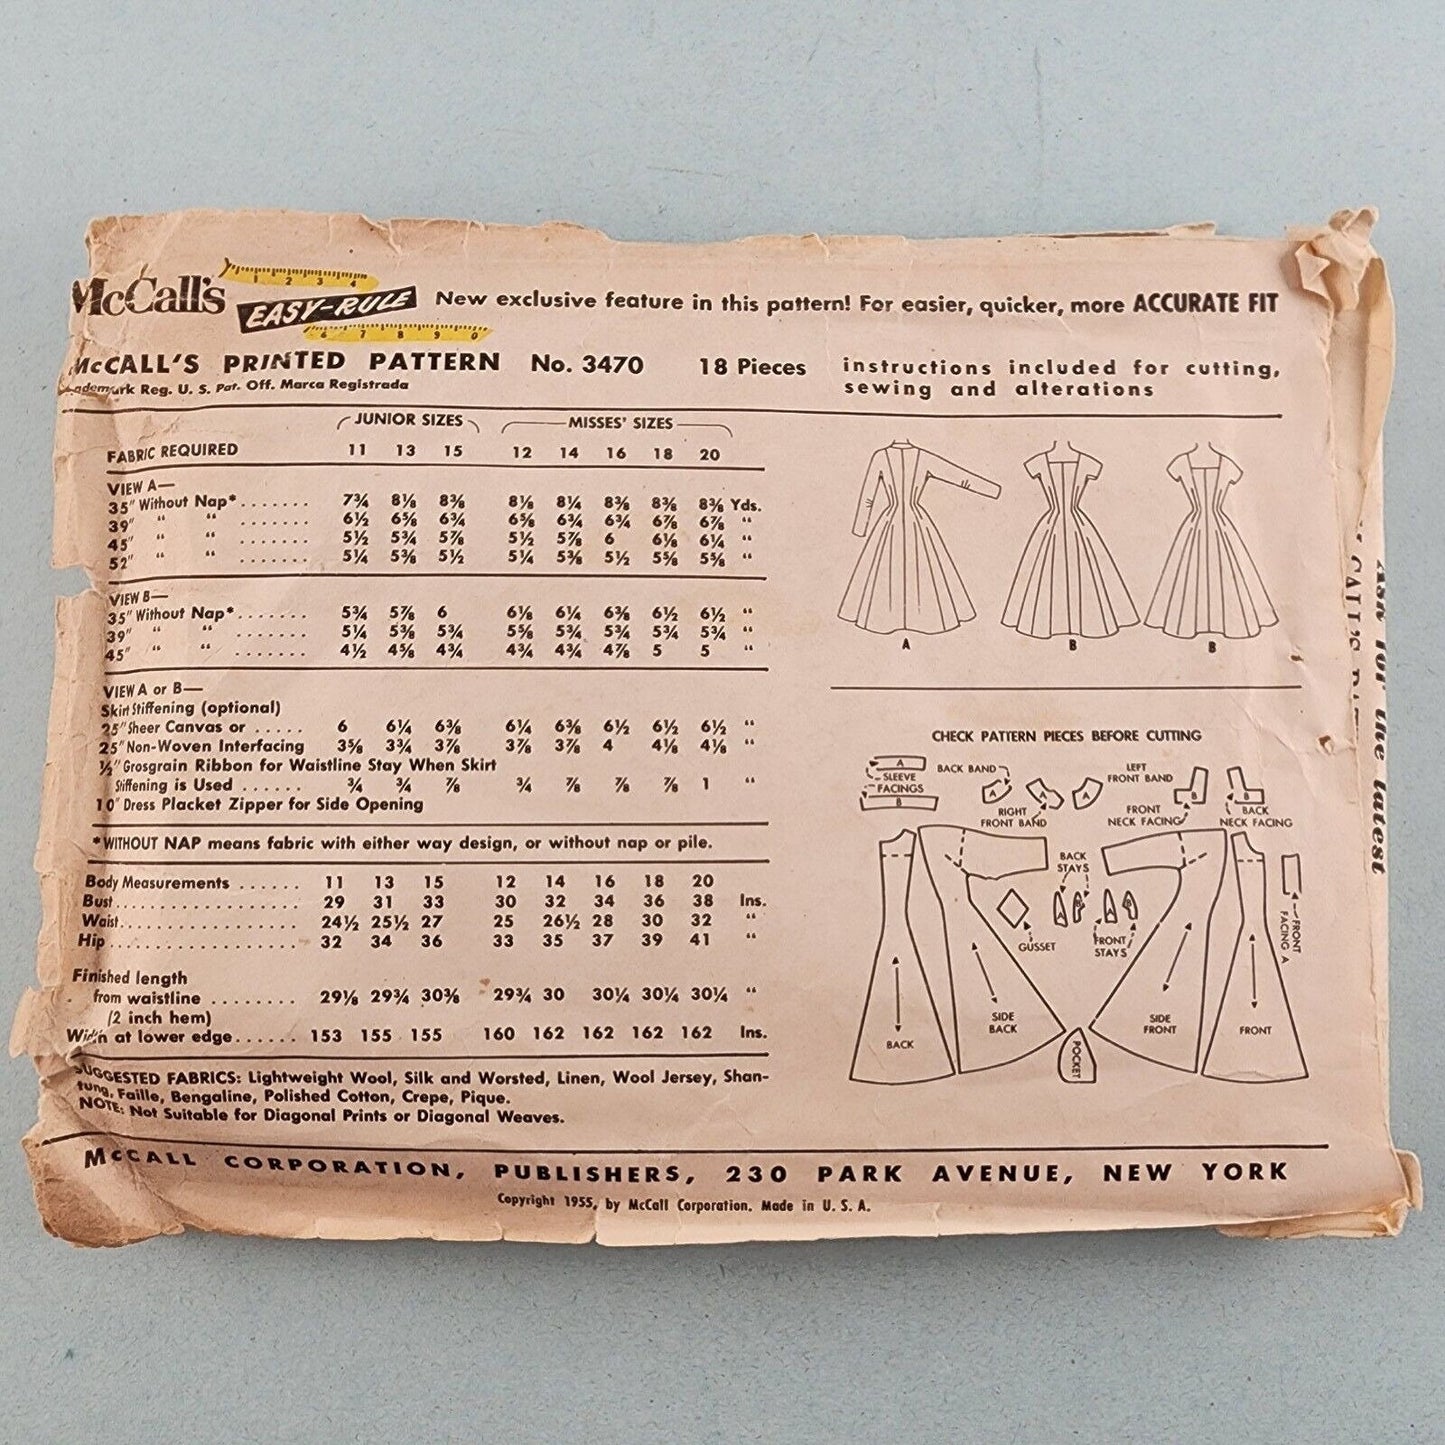 McCall's
1 2 3 4
EASY-RULE
6 7 8 9 0
New exclusive feature in this pattern! For easier, quicker, more ACCURATE FIT
McCALL'S PRINTED PATTERN No. 3470 18 Pieces
instructions included for cutting,
sewing and alterations
ademark Reg. U. S. Pat. Off. Marca Registrada
JUNIOR SIZES MISSES' SIZES
FABRIC REQUIRED 11 13 15 12 14 16 18 20
VIEW A—
35" Without Nap* ....... 7¾ 8⅛ 8⅜ 8⅛ 8¼ 8⅜ 8⅜ 8⅜ Yds.
39" " " ....... 6½ 6⅝ 6¾ 6⅝ 6¾ 6¾ 6⅞ 6⅞ "
45" " " ....... 5½ 5¾ 5⅞ 5½ 5⅞ 6 6⅛ 6¼ "
52" " " ....... 5¼ 5⅜ 5½ 5¼ 5⅜ 5½ 5⅝ 5⅝ "
VIEW B—
35" Without Nap* ....... 5¾ 5⅞ 6 6⅛ 6¼ 6⅜ 6½ 6½ "
39" " " ....... 5¼ 5⅜ 5¾ 5⅝ 5¾ 5¾ 5¾ 5¾ "
45" " " ....... 4½ 4⅝ 4¾ 4¾ 4¾ 4⅞ 5 5 "
VIEW A or B—
Skirt Stiffening (optional)
25" Sheer Canvas or ..... 6 6¼ 6⅜ 6¼ 6⅜ 6½ 6½ 6½ "
25" Non-Woven Interfacing 3⅝ 3¾ 3⅞ 3⅞ 3⅞ 4 4⅛ 4⅛ "
½" Grosgrain Ribbon for Waistline Stay When Skirt
Stiffening is Used ...... ¾ ¾ ⅞ ¾ ⅞ ⅞ ⅞ 1 "
10" Dress Placket Zipper for Side Opening
*WITHOUT NAP means fabric with either way design, or without nap or pile.
Body Measurements ...... 11 13 15 12 14 16 18 20
Bust .................. 29 31 33 30 32 34 36 38 Ins.
Waist .................. 24½ 25½ 27 25 26½ 28 30 32 "
Hip .................. 32 34 36 33 35 37 39 41 "
Finished length
from waistline ........ 29⅛ 29¾ 30⅜ 29¾ 30 30¼ 30¼ 30¼ "
(2 inch hem)
Width at lower edge ...... 153 155 155 160 162 162 162 162 Ins.
SUGGESTED FABRICS: Lightweight Wool, Silk and Worsted, Linen, Wool Jersey, Shan-
tung, Faille, Bengaline, Polished Cotton, Crepe, Pique.
NOTE: Not Suitable for Diagonal Prints or Diagonal Weaves.
A B B
CHECK PATTERN PIECES BEFORE CUTTING
A
SLEEVE
FACINGS
B
BACK BAND
A
RIGHT
FRONT BAND
A
A
LEFT
FRONT BAND
FRONT
NECK FACING
B
B
BACK
NECK FACING
BACK
STAYS
A B
A B
FRONT
STAYS
GUSSET
FRONT
FACING A
BACK
SIDE
BACK
POCKET
SIDE
FRONT
FRONT
McCALL CORPORATION, PUBLISHERS, 230 PARK AVENUE, NEW YORK
Copyright 1955, by McCall Corporation. Made in U. S. A.
Ask for the latest